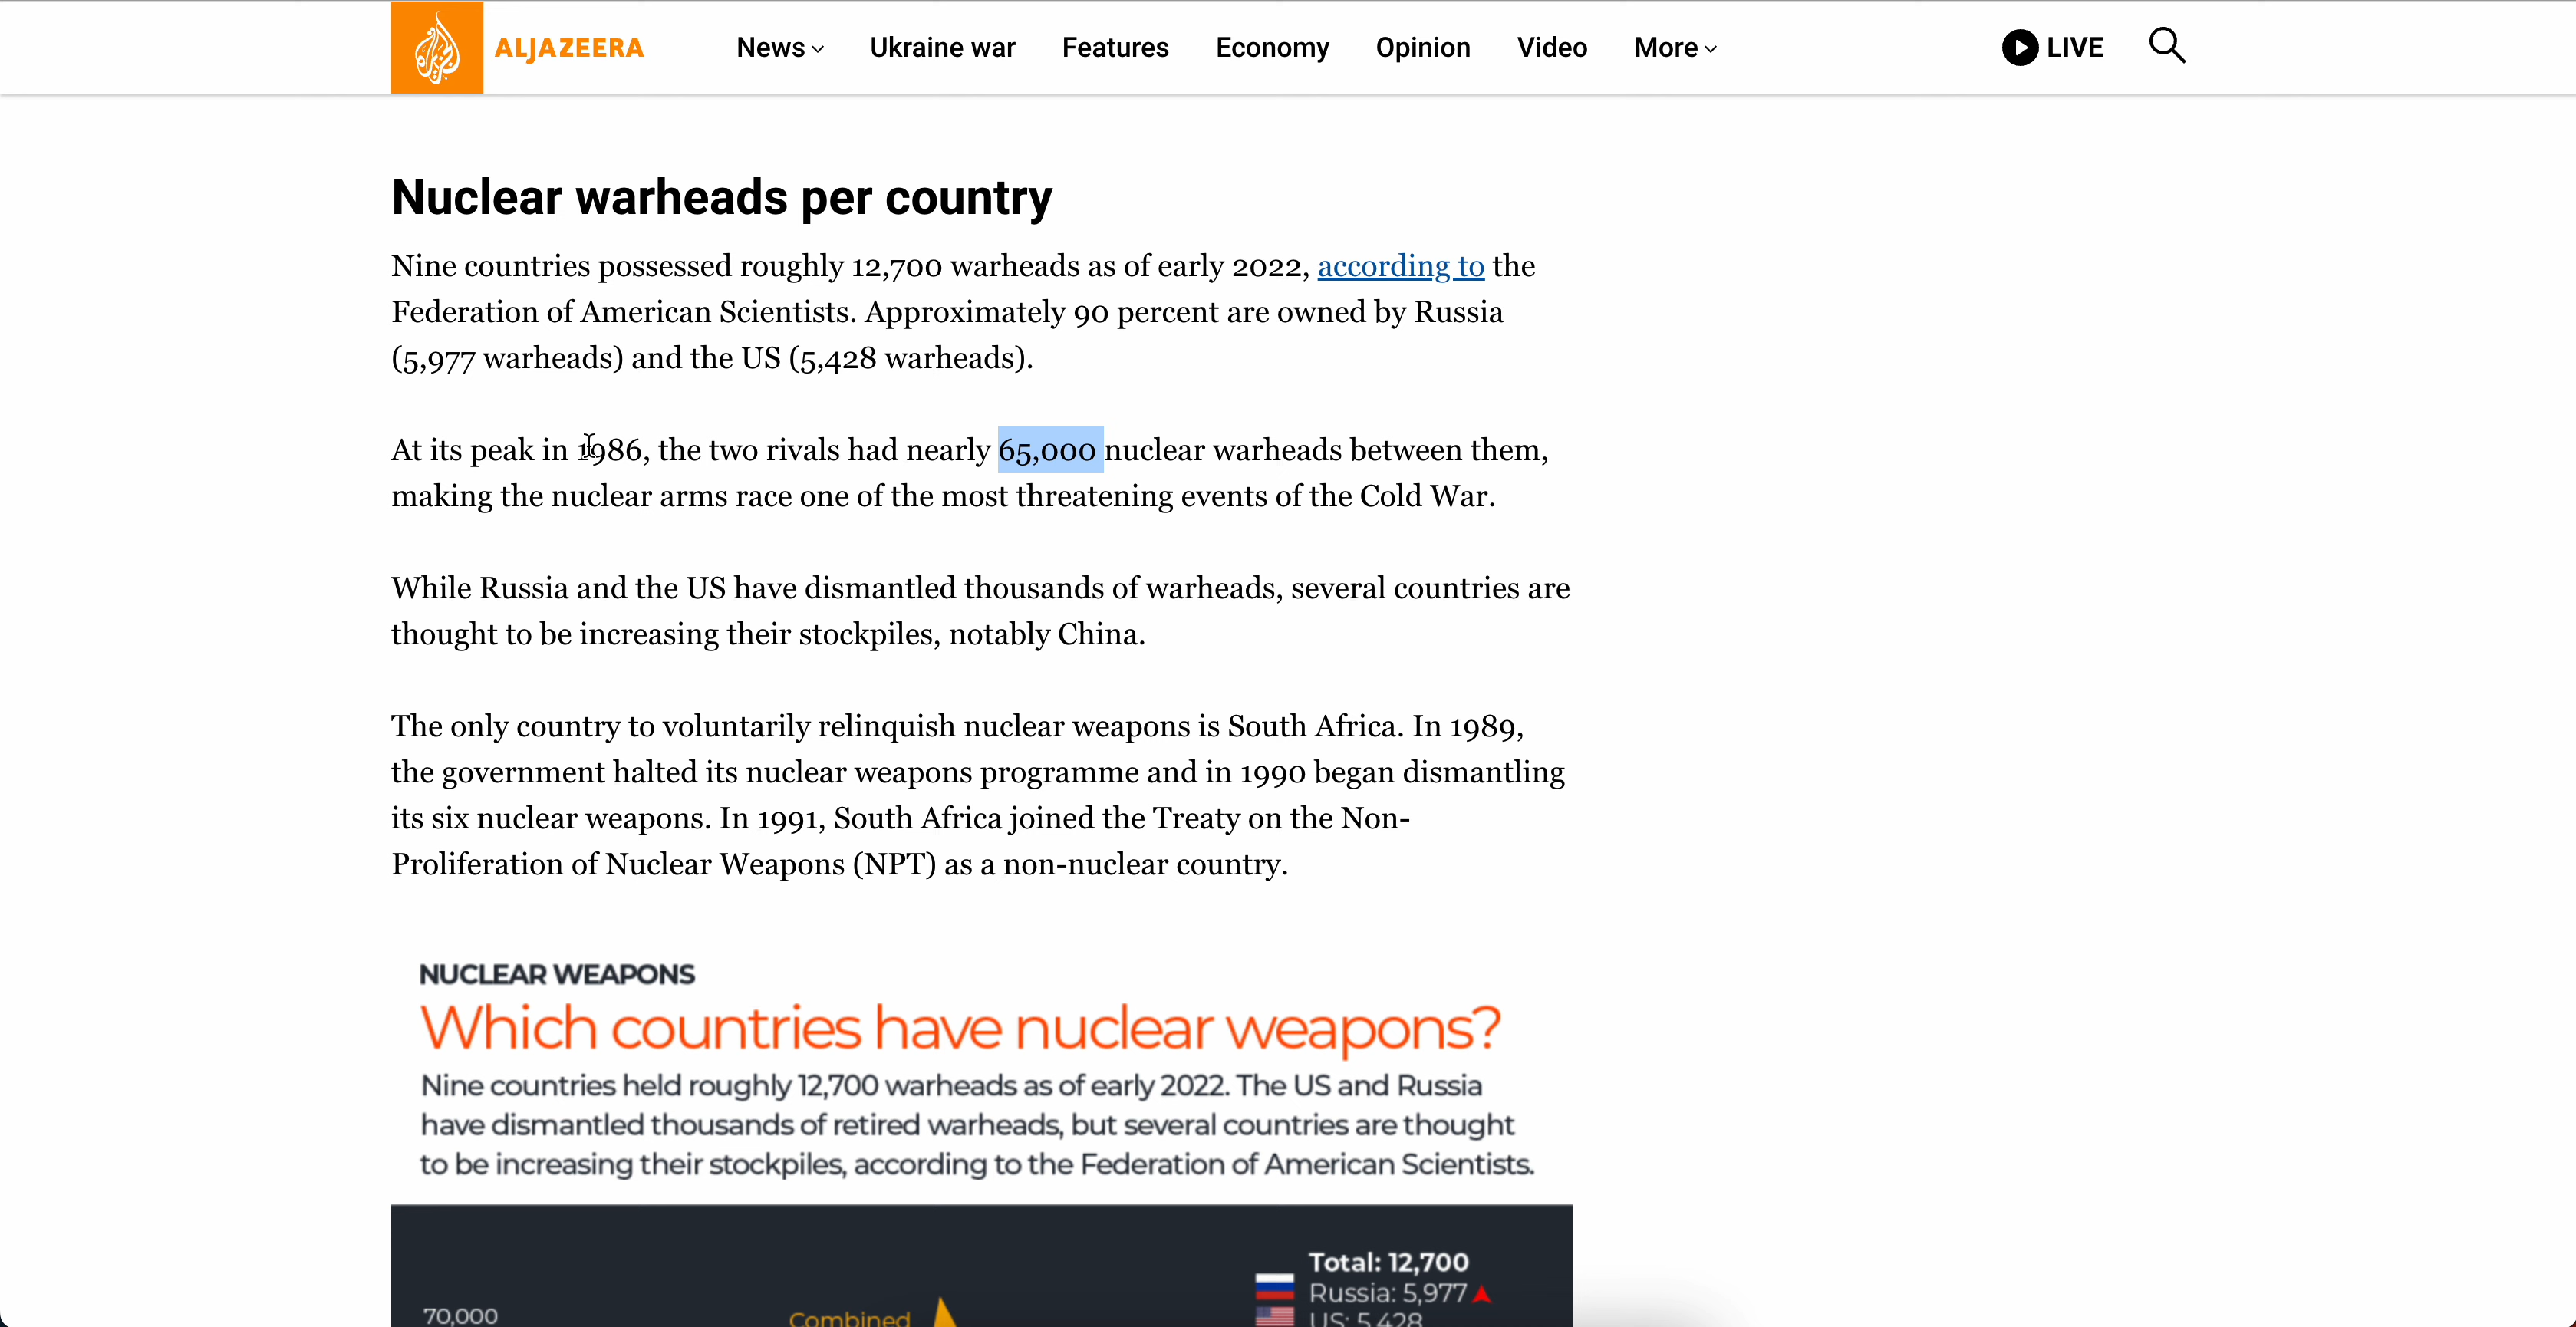 ALJAZEERA
News
Ukraine war
Features
Economy
Opinion
Video
More
LIVE
Nuclear warheads per country
Nine countries possessed roughly 12,700 warheads as of early 2022, according to the
Federation of American Scientists. Approximately 90 percent are owned by Russia
(5,977 warheads) and the US (5,428 warheads).
At its peak in 1986, the two rivals had nearly 65,000 nuclear warheads between them,
making the nuclear arms race one of the most threatening events of the Cold War.
While Russia and the US have dismantled thousands of warheads, several countries are
thought to be increasing their stockpiles, notably China.
The only country to voluntarily relinquish nuclear weapons is South Africa. In 1989,
the government halted its nuclear weapons programme and in 1990 began dismantling
its six nuclear weapons. In 1991, South Africa joined the Treaty on the Non-
Proliferation of Nuclear Weapons (NPT) as a non-nuclear country.
NUCLEAR WEAPONS
Which countries have nuclear weapons?
Nine countries held roughly 12,700 warheads as of early 2022. The US and Russia
have dismantled thousands of retired warheads, but several countries are thought
to be increasing their stockpiles, according to the Federation of American Scientists.
Total: 12,700
Russia: 5,977
US: 5,428
70,000
Combined